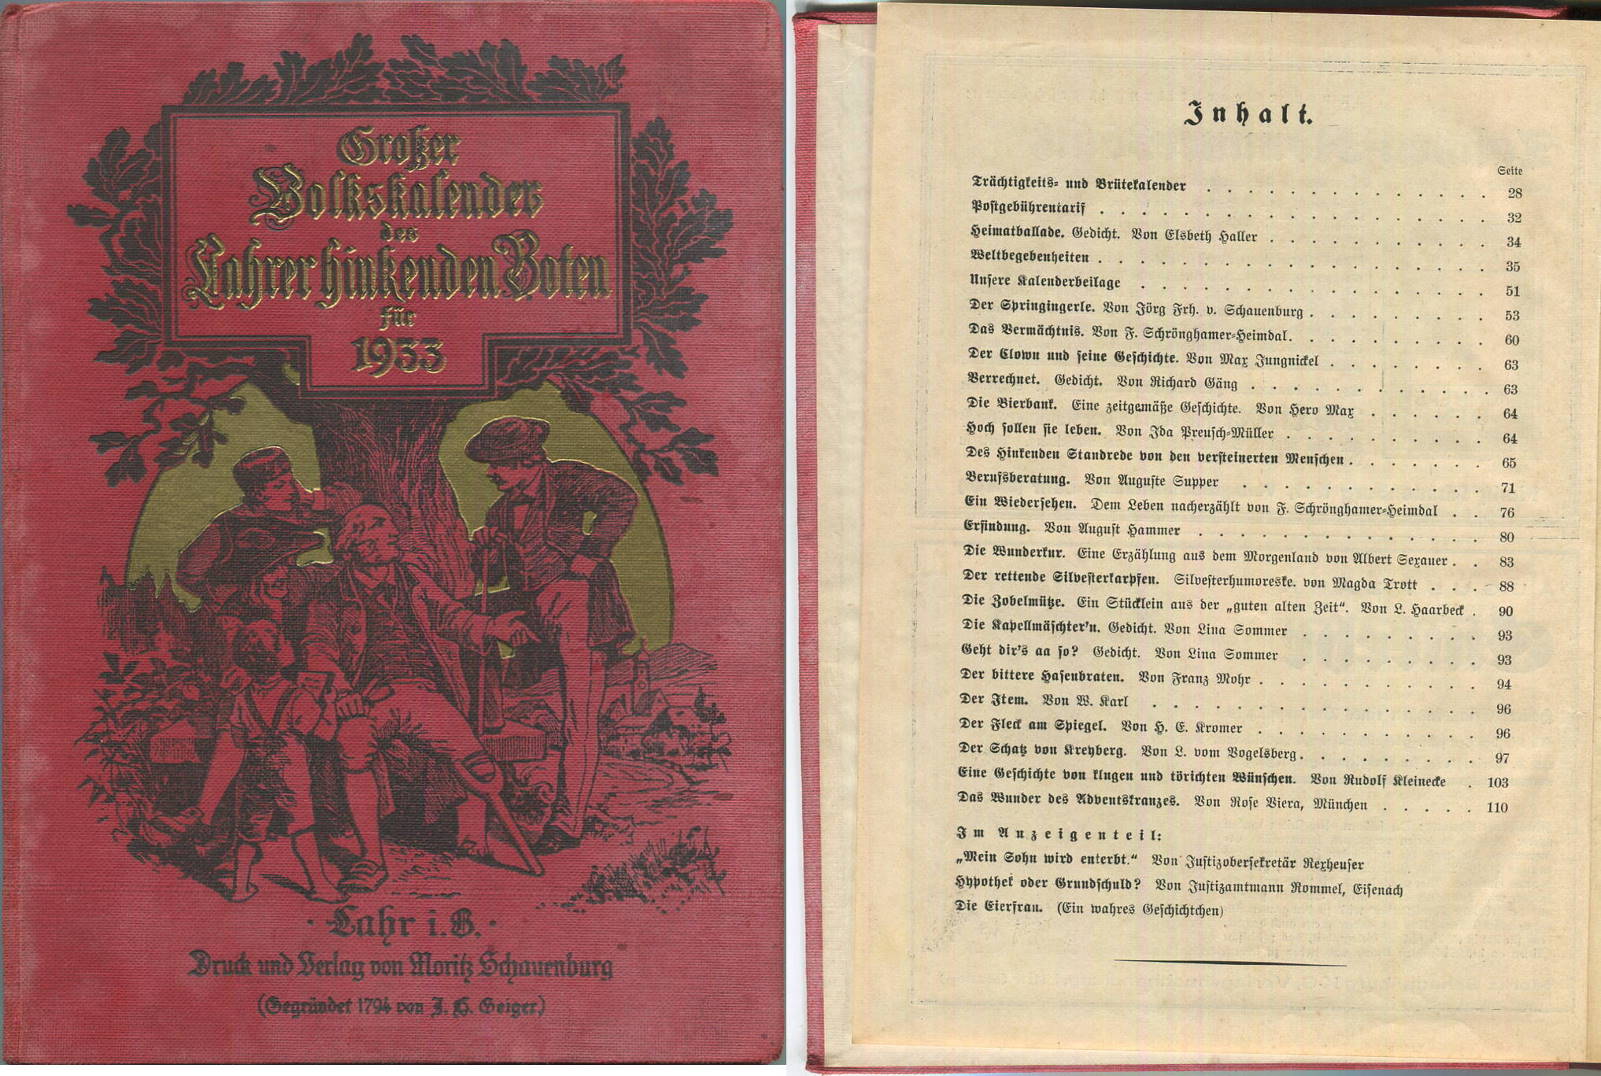 Großer
Volkskalender
des
Lahrer hinkenden Boten
für
1933
· Lahr i. B. ·
Druck und Verlag von Moritz Schauenburg
(Gegründet 1794 von J. H. Geiger)
Inhalt.
Seite
Trächtigkeits- und Brütekalender . . . . . . . . . . . 28
Postgebührentarif . . . . . . . . . . . . . . 32
Heimatballade. Gedicht. Von Elsbeth Haller . . . . . . . . 34
Weltbegebenheiten . . . . . . . . . . . . . . 35
Unsere Kalenderbeilage . . . . . . . . . . . . . 51
Der Springingerle. Von Jörg Frh. v. Schauenburg . . . . . . . 53
Das Vermächtnis. Von F. Schrönghamer-Heimdal . . . . . . . 60
Der Clown und seine Geschichte. Von Max Jungnickel . . . . . . 63
Verrechnet. Gedicht. Von Richard Gäng . . . . . . . . . 63
Die Bierbank. Eine zeitgemäße Geschichte. Von Hero Max . . . . . 64
Hoch sollen sie leben. Von Ida Preusch-Müller . . . . . . . . 64
Des Hinkenden Standrede von den versteinerten Menschen . . . . . . 65
Berufsberatung. Von Auguste Supper . . . . . . . . . 71
Ein Wiedersehen. Dem Leben nacherzählt von F. Schrönghamer-Heimdal . . 76
Erfindung. Von August Hammer . . . . . . . . . . . 80
Die Wunderkur. Eine Erzählung aus dem Morgenland von Albert Sexauer . . 83
Der rettende Silvesterkarpfen. Silvesterhumoreske. von Magda Trott . . . 88
Die Zobelmütze. Ein Stücklein aus der „guten alten Zeit“. Von L. Haarbeck . 90
Die Kapellmäschter'n. Gedicht. Von Lina Sommer . . . . . . . 93
Geht dir's aa so? Gedicht. Von Lina Sommer . . . . . . . 93
Der bittere Hasenbraten. Von Franz Mohr . . . . . . . . . 94
Der Item. Von W. Karl . . . . . . . . . . . . 96
Der Fleck am Spiegel. Von H. E. Kromer . . . . . . . . 96
Der Schatz von Kreyberg. Von L. vom Vogelsberg . . . . . . . 97
Eine Geschichte von klugen und törichten Wünschen. Von Rudolf Kleinecke . 103
Das Wunder des Adventskranzes. Von Rose Viera, München . . . . . 110
Im Anzeigenteil:
„Mein Sohn wird enterbt.“ Von Justizobersekretär Rexheuser
Hypothek oder Grundschuld? Von Justizamtmann Rommel, Eisenach
Die Eierfrau. (Ein wahres Geschichtchen)